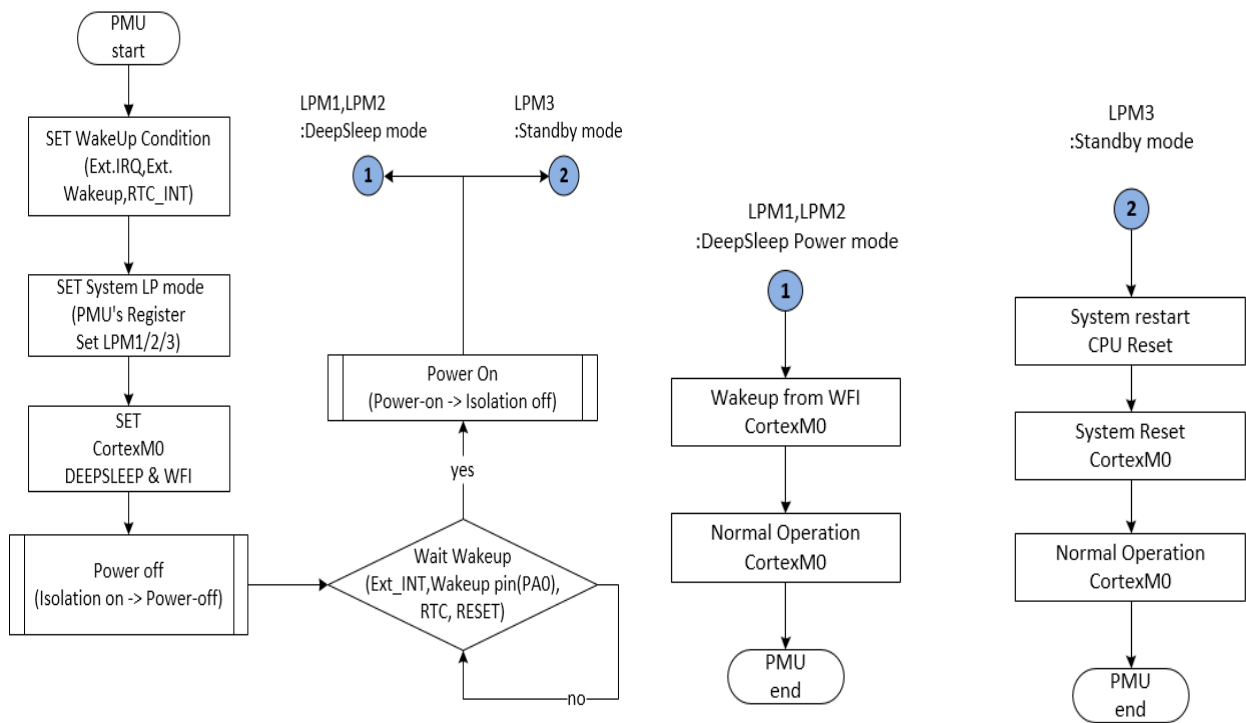 PMU
start
SET WakeUp Condition
(Ext.IRQ,Ext.
Wakeup,RTC_INT)
SET System LP mode
(PMU's Register
Set LPM1/2/3)
SET
CortexM0
DEEPSLEEP & WFI
Power off
(Isolation on -> Power-off)
LPM1,LPM2
:DeepSleep mode
1
LPM3
:Standby mode
2
Power On
(Power-on -> Isolation off)
yes
Wait Wakeup
(Ext_INT,Wakeup pin(PA0),
RTC, RESET)
no
LPM1,LPM2
:DeepSleep Power mode
1
Wakeup from WFI
CortexM0
Normal Operation
CortexM0
PMU
end
LPM3
:Standby mode
2
System restart
CPU Reset
System Reset
CortexM0
Normal Operation
CortexM0
PMU
end